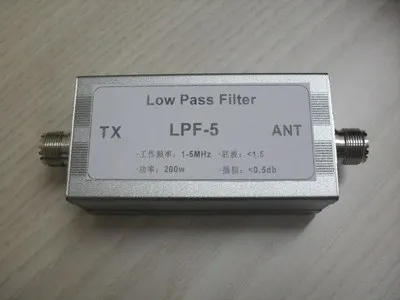 Low Pass Filter
TX LPF-5 ANT
·工作频率：1-5MHz ·驻波：<1.5
·功率：200w ·插损：<0.5db